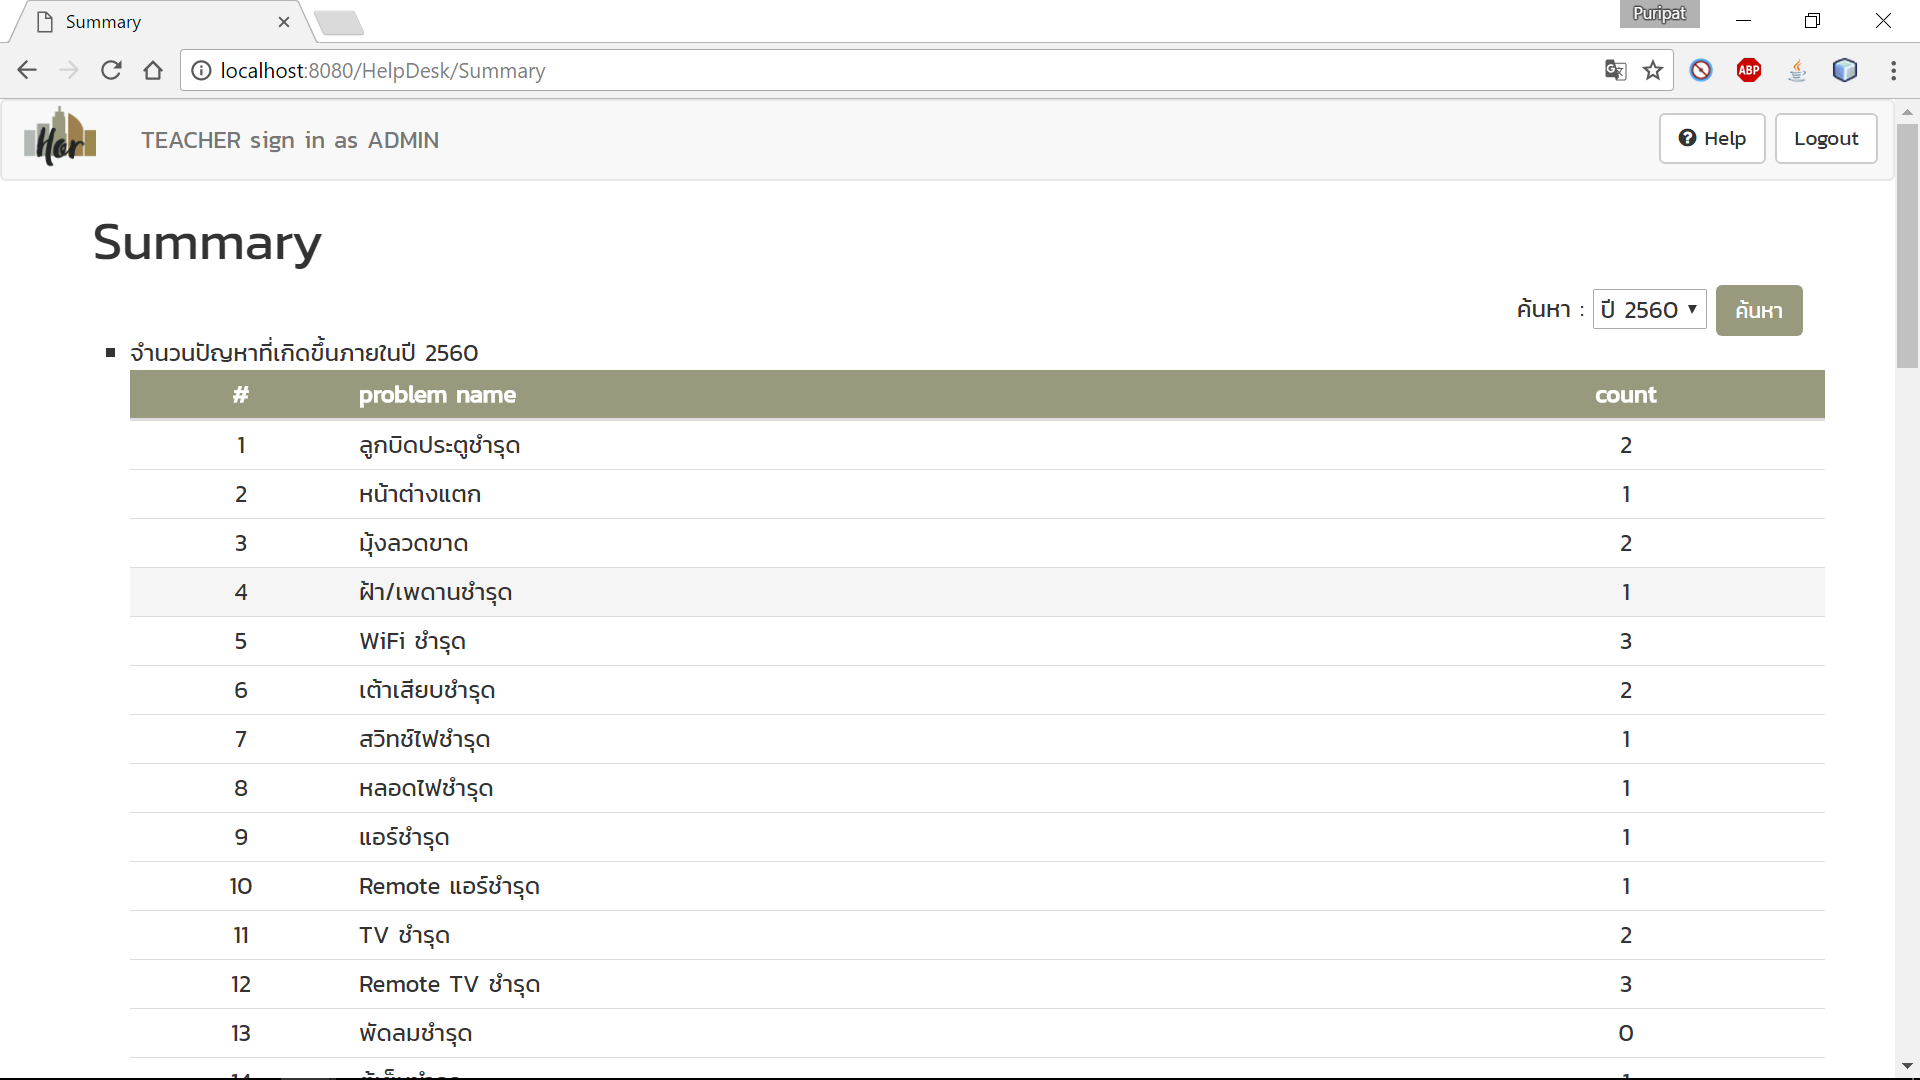 Summary
Puripat
localhost:8080/HelpDesk/Summary
ABP
Hor TEACHER sign in as ADMIN Help Logout
Summary
ค้นหา : ปี 2560 ค้นหา
จำนวนปัญหาที่เกิดขึ้นภายในปี 2560
# problem name count
1 ลูกบิดประตูชำรุด 2
2 หน้าต่างแตก 1
3 มุ้งลวดขาด 2
4 ฝ้า/เพดานชำรุด 1
5 WiFi ชำรุด 3
6 เต้าเสียบชำรุด 2
7 สวิทช์ไฟชำรุด 1
8 หลอดไฟชำรุด 1
9 แอร์ชำรุด 1
10 Remote แอร์ชำรุด 1
11 TV ชำรุด 2
12 Remote TV ชำรุด 3
13 พัดลมชำรุด 0